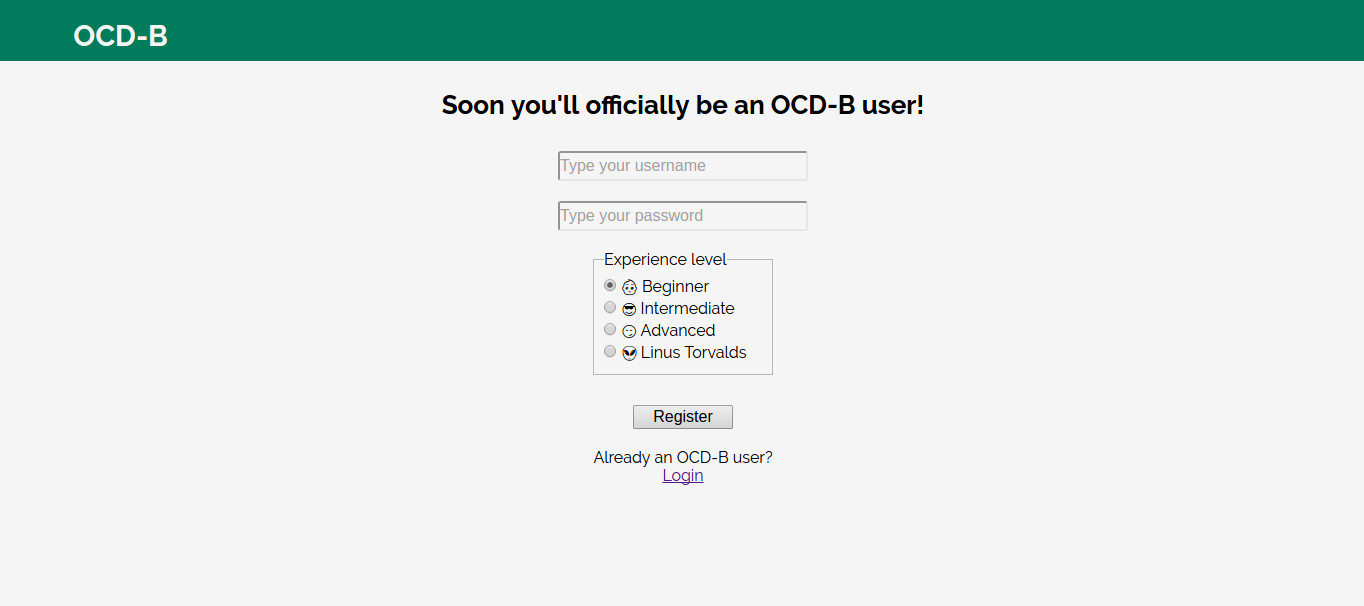 OCD-B
Soon you'll officially be an OCD-B user!
Type your username
Type your password
Experience level
Beginner
Intermediate
Advanced
Linus Torvalds
Register
Already an OCD-B user?
Login